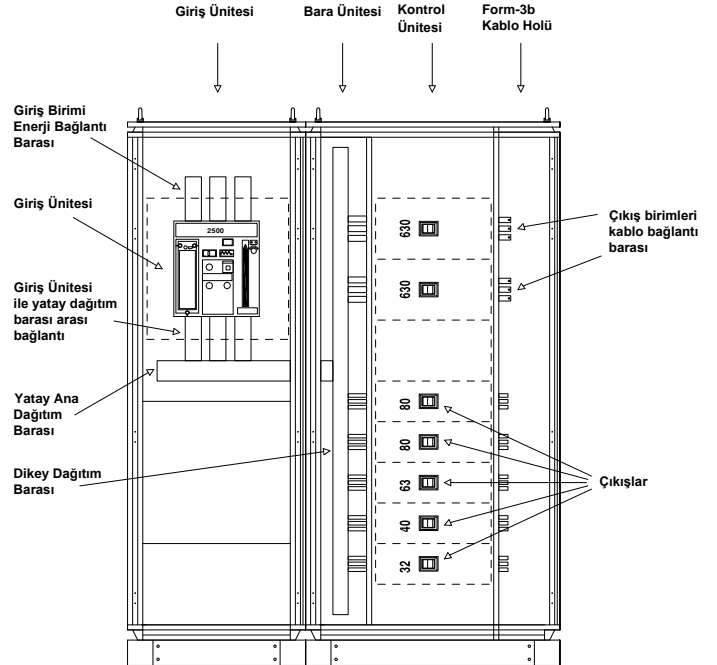 Giriş Ünitesi
Bara Ünitesi
Kontrol
Ünitesi
Form-3b
Kablo Holü
Giriş Birimi
Enerji Bağlantı
Barası
Giriş Ünitesi
Giriş Ünitesi
ile yatay dağıtım
barası arası
bağlantı
Yatay Ana
Dağıtım
Barası
Dikey Dağıtım
Barası
2500
630
630
80
80
63
40
32
Çıkış birimleri
kablo bağlantı
barası
Çıkışlar